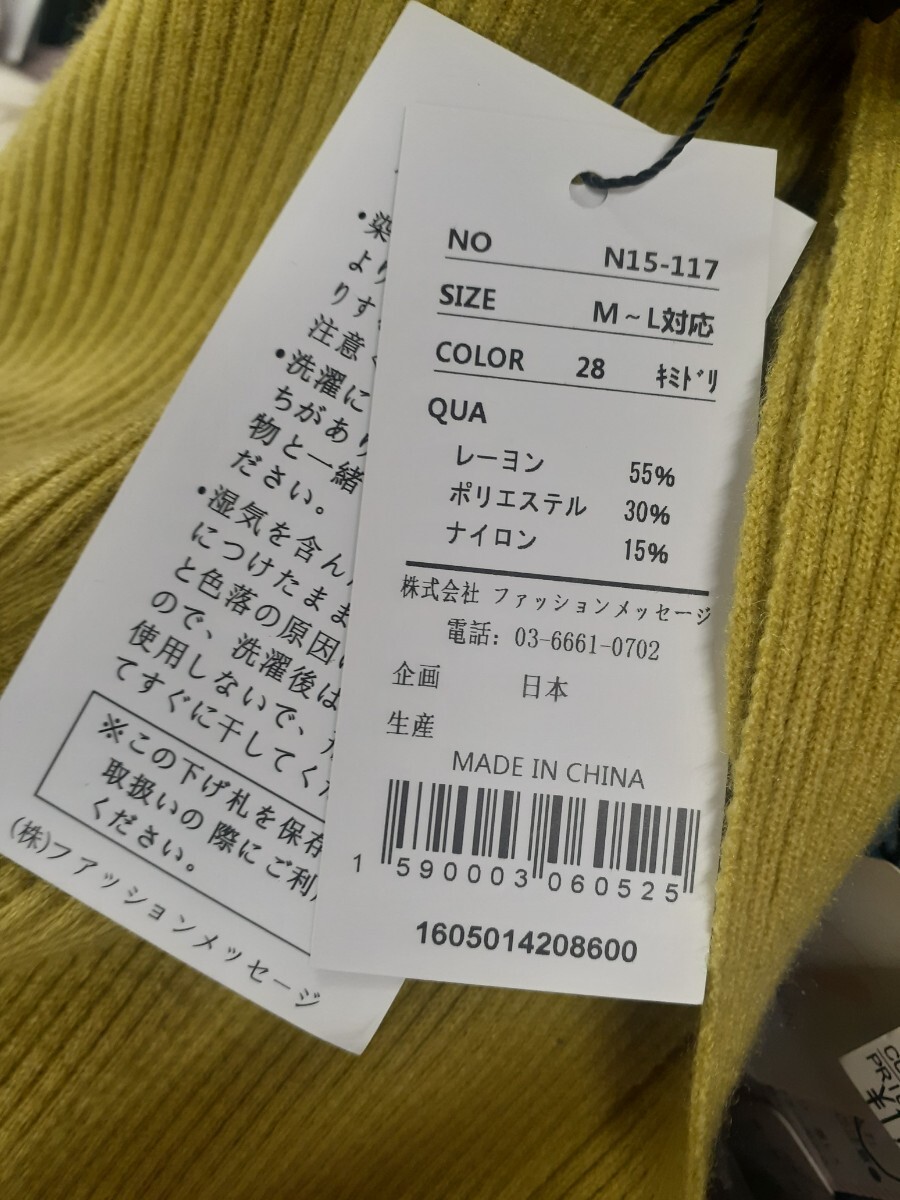 NO N15-117
SIZE M～L対応
COLOR 28 ｷﾐﾄﾞﾘ
QUA
レーヨン 55%
ポリエステル 30%
ナイロン 15%
株式会社 ファッションメッセージ
電話: 03-6661-0702
企画 日本
生産
MADE IN CHINA
1 590003 060525
1605014208600
•染
より
りす
注意
•洗濯に
ちがあり
物と一緒
ださい。
•湿気を含ん
につけたまま
と色落の原因
ので、洗濯後は
使用しないで、
てすぐに干してく
※この下げ札を保存
取扱いの際にご利
ください。
(株)ファッションメッセージ